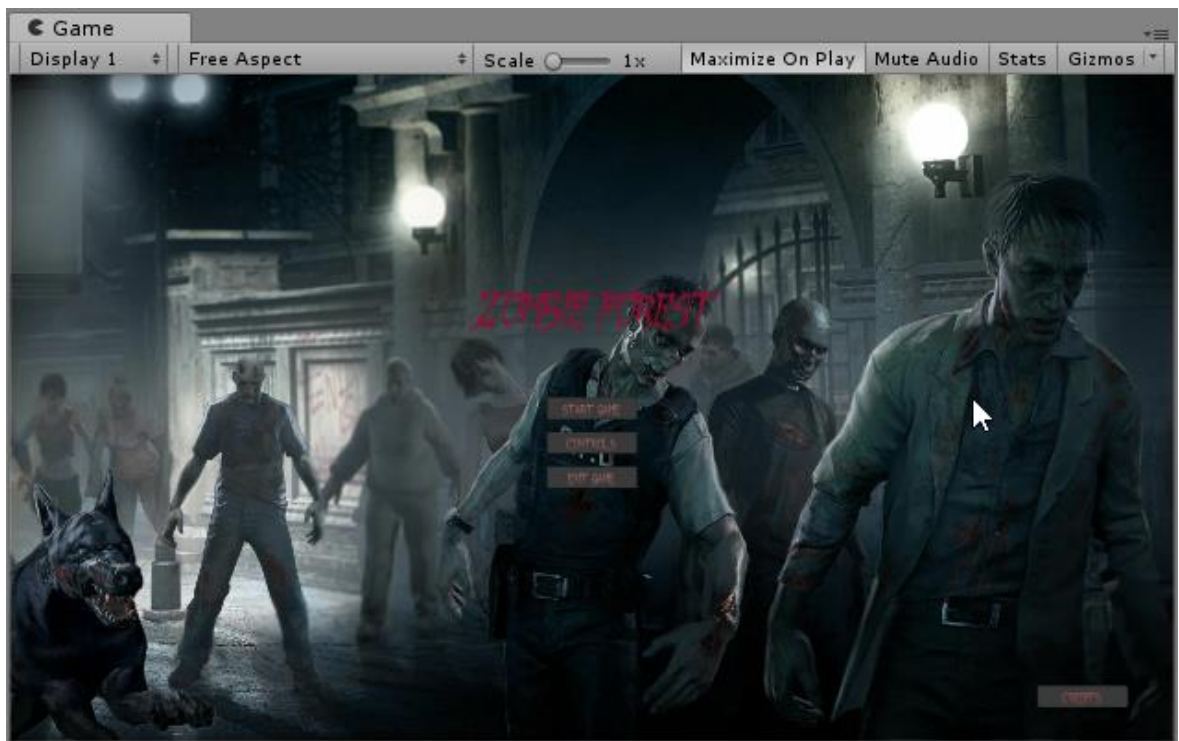 Game
Display 1 Free Aspect Scale 1x Maximize On Play Mute Audio Stats Gizmos
ZOMBIE FOREST
START GAME
CONTROLS
EXIT GAME
CREDITS